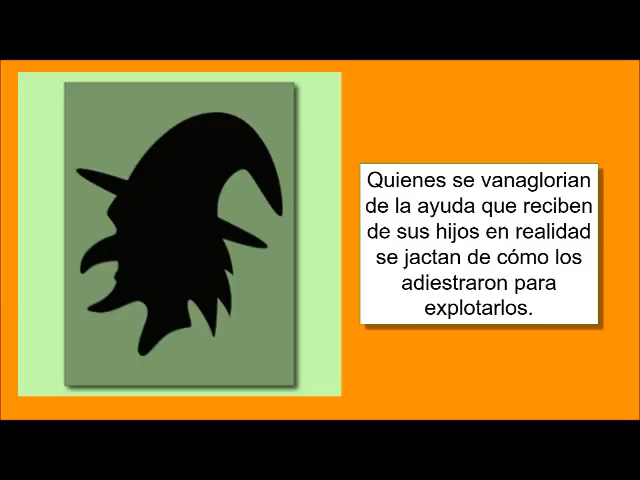 Quienes se vanaglorian
de la ayuda que reciben
de sus hijos en realidad
se jactan de cómo los
adiestraron para
explotarlos.